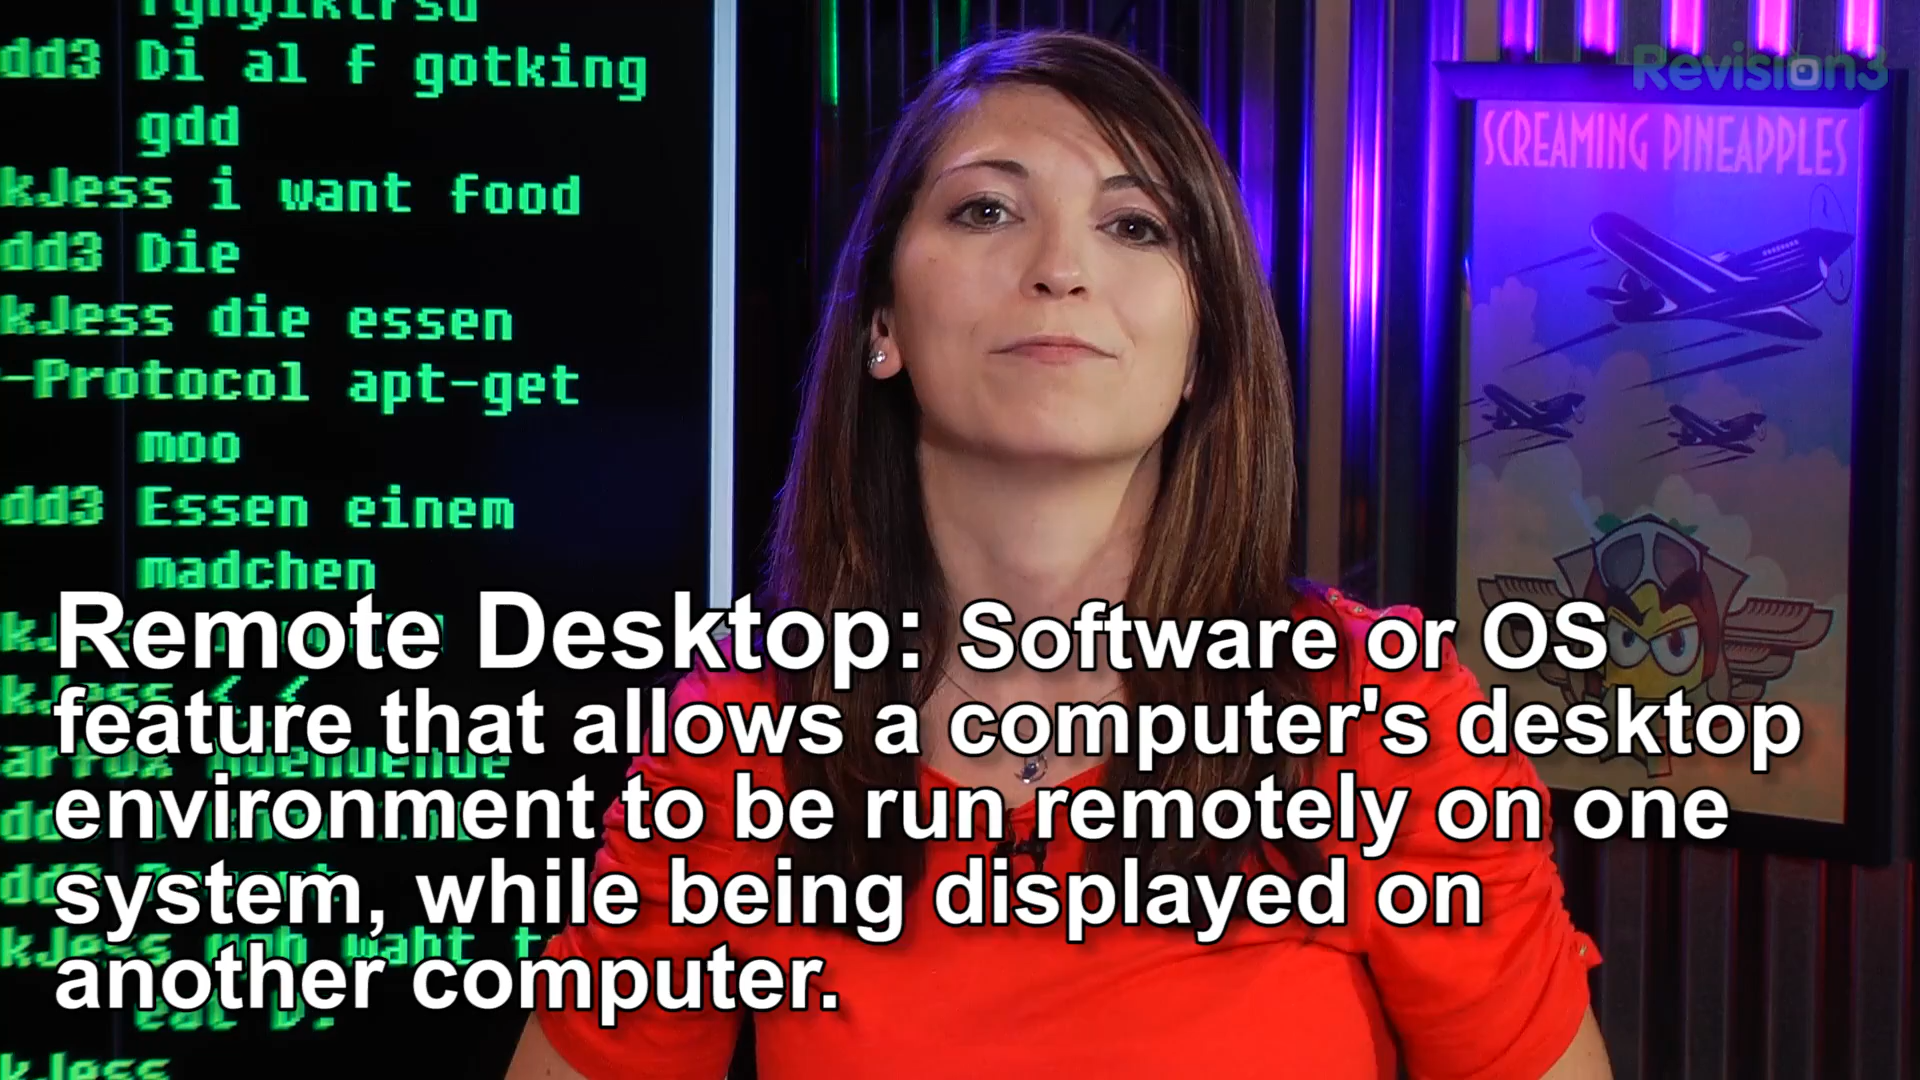 dd3 Di al f gotking
gdd
kJess i want food
dd3 Die
kJess die essen
-Protocol apt-get
moo
dd3 Essen einem
madchen
kJess
Revision3
SCREAMING PINEAPPLES
Remote Desktop: Software or OS
feature that allows a computer's desktop
environment to be run remotely on one
system, while being displayed on
another computer.
kJess